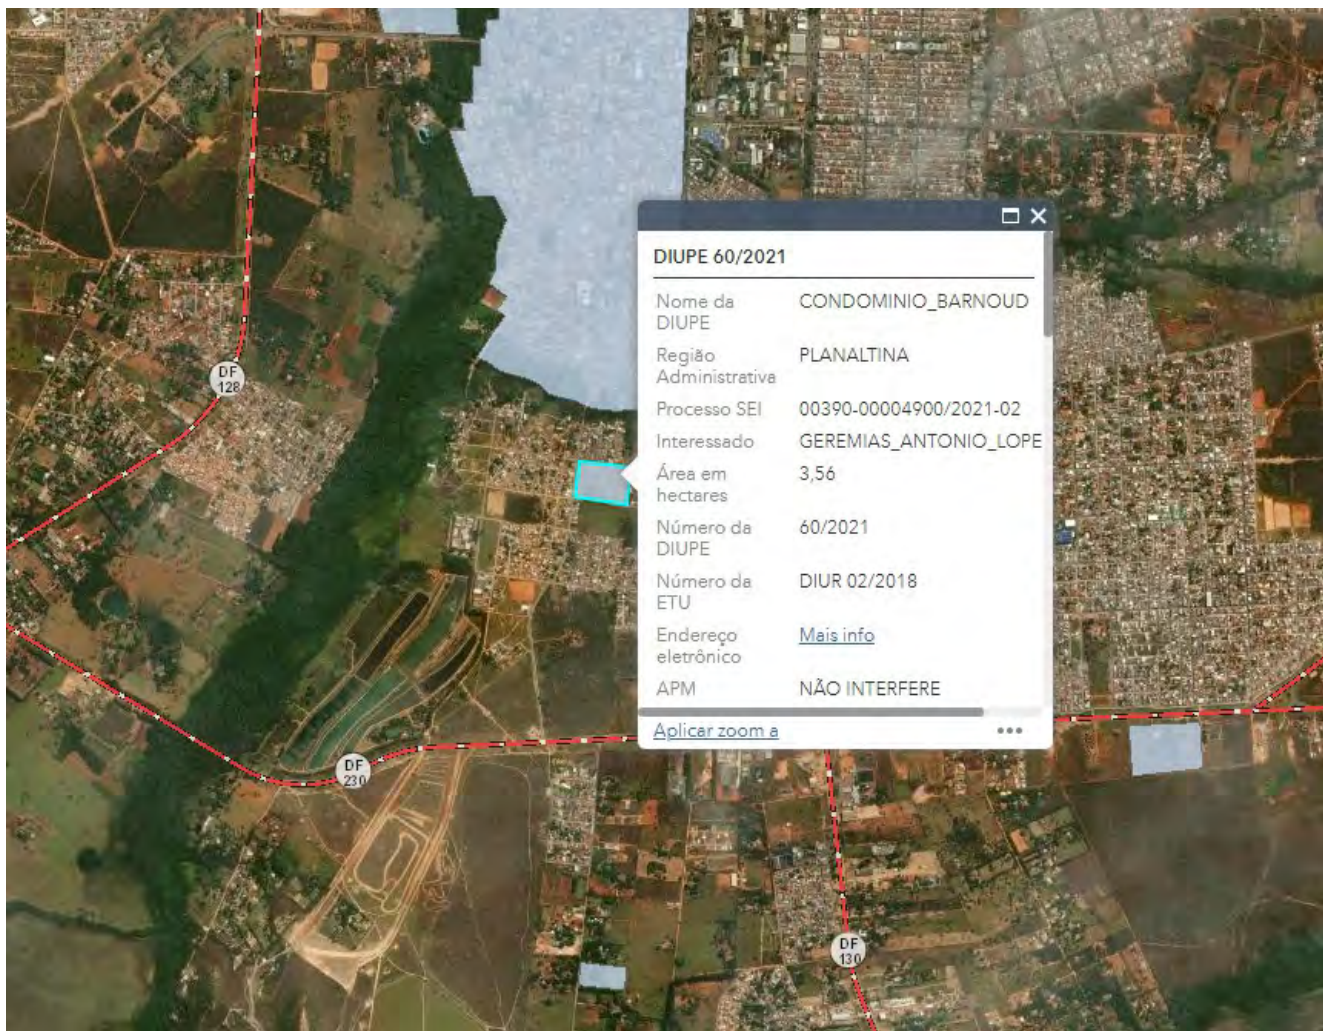 DIUPE 60/2021
Nome da DIUPE CONDOMINIO_BARNOUD
Região Administrativa PLANALTINA
Processo SEI 00390-00004900/2021-02
Interessado GEREMIAS_ANTONIO_LOPE
Área em hectares 3,56
Número da DIUPE 60/2021
Número da ETU DIUR 02/2018
Endereço eletrônico Mais info
APM NÃO INTERFERE
Aplicar zoom a
DF
128
DF
230
DF
130